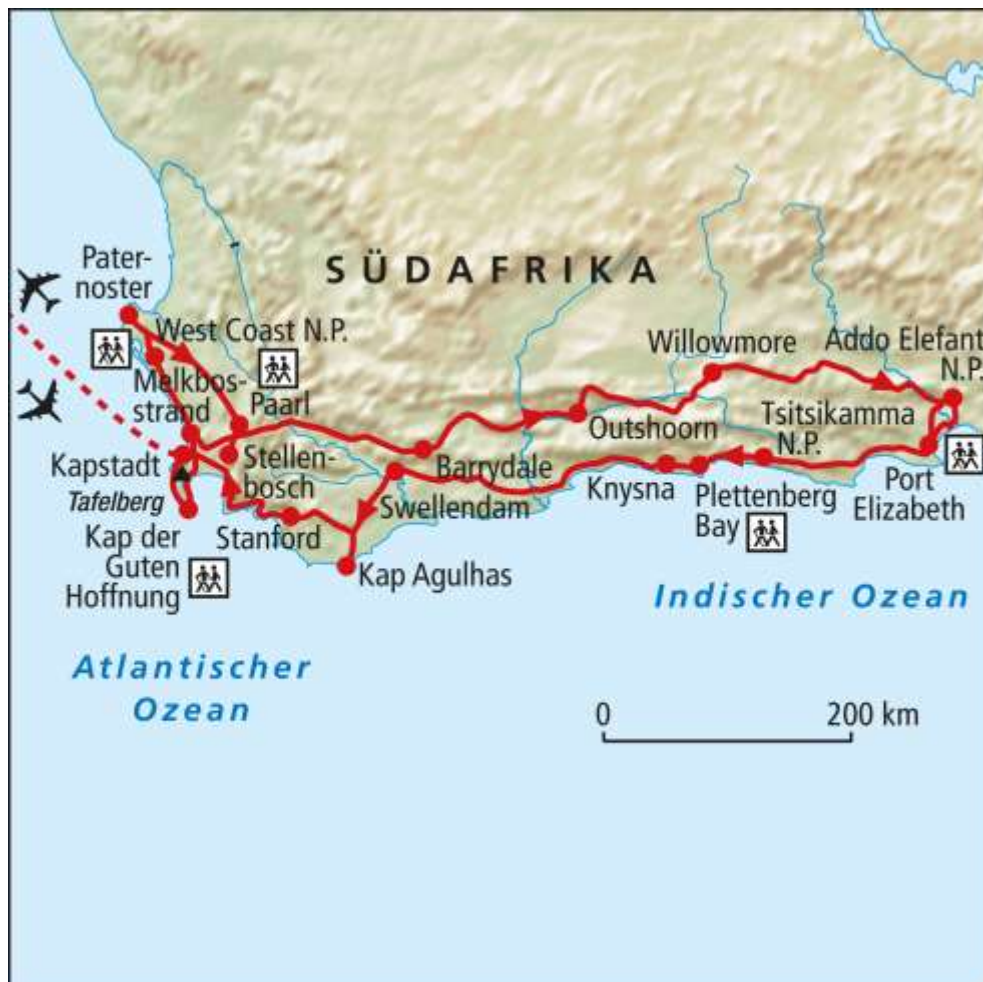 SÜDAFRIKA
Pater-
noster
West Coast N.P.
Melkbos-
strand
Paarl
Kapstadt
Stellen-
bosch
Tafelberg
Kap der
Guten
Hoffnung
Stanford
Kap Agulhas
Swellendam
Barrydale
Outshoorn
Willowmore
Addo Elefant
N.P.
Tsitsikamma
N.P.
Knysna
Plettenberg
Bay
Port
Elizabeth
Indischer Ozean
Atlantischer
Ozean
0 200 km